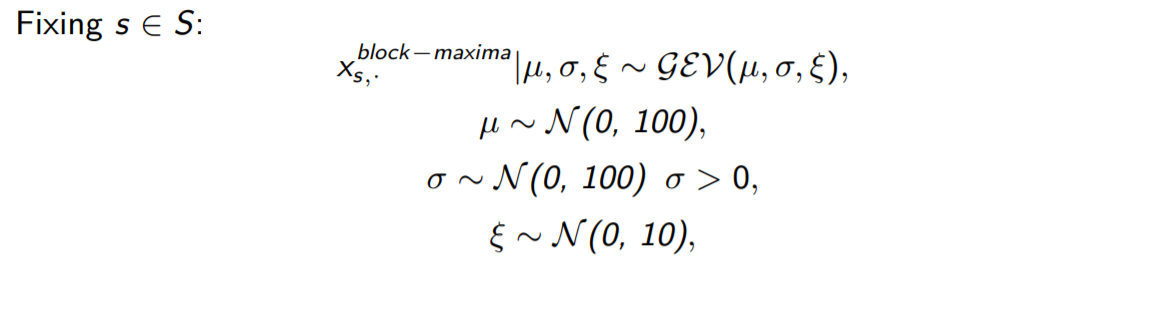 Fixing s ∈ S:
x_{s,·}^{block−maxima}|μ, σ, ξ ∼ 𝒢ℰ𝒱(μ, σ, ξ),
μ ∼ 𝒩(0, 100),
σ ∼ 𝒩(0, 100) σ > 0,
ξ ∼ 𝒩(0, 10),